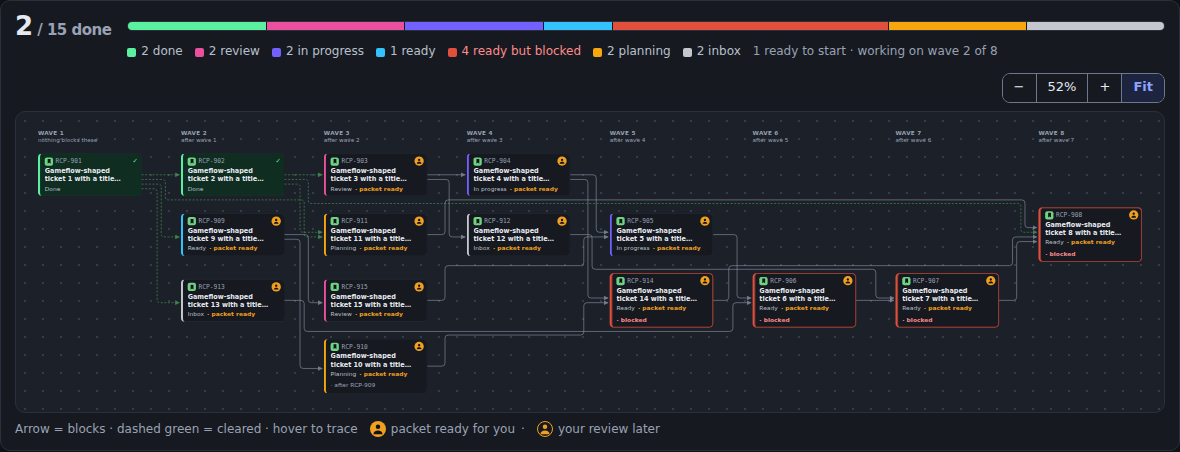 2 / 15 done
2 done 2 review 2 in progress 1 ready 4 ready but blocked 2 planning 2 inbox 1 ready to start · working on wave 2 of 8
− 52% + Fit
WAVE 1
nothing blocks these
RCP-901 ✓
Gameflow-shaped
ticket 1 with a title…
Done
WAVE 2
after wave 1
RCP-902 ✓
Gameflow-shaped
ticket 2 with a title…
Done
RCP-909
Gameflow-shaped
ticket 9 with a title…
Ready · packet ready
RCP-913
Gameflow-shaped
ticket 13 with a title…
Inbox · packet ready
WAVE 3
after wave 2
RCP-903
Gameflow-shaped
ticket 3 with a title…
Review · packet ready
RCP-911
Gameflow-shaped
ticket 11 with a title…
Planning · packet ready
RCP-915
Gameflow-shaped
ticket 15 with a title…
Review · packet ready
RCP-910
Gameflow-shaped
ticket 10 with a title…
Planning · packet ready
· after RCP-909
WAVE 4
after wave 3
RCP-904
Gameflow-shaped
ticket 4 with a title…
In progress · packet ready
RCP-912
Gameflow-shaped
ticket 12 with a title…
Inbox · packet ready
WAVE 5
after wave 4
RCP-905
Gameflow-shaped
ticket 5 with a title…
In progress · packet ready
RCP-914
Gameflow-shaped
ticket 14 with a title…
Ready · packet ready
· blocked
WAVE 6
after wave 5
RCP-906
Gameflow-shaped
ticket 6 with a title…
Ready · packet ready
· blocked
WAVE 7
after wave 6
RCP-907
Gameflow-shaped
ticket 7 with a title…
Ready · packet ready
· blocked
WAVE 8
after wave 7
RCP-908
Gameflow-shaped
ticket 8 with a title…
Ready · packet ready
· blocked
Arrow = blocks · dashed green = cleared · hover to trace packet ready for you · your review later